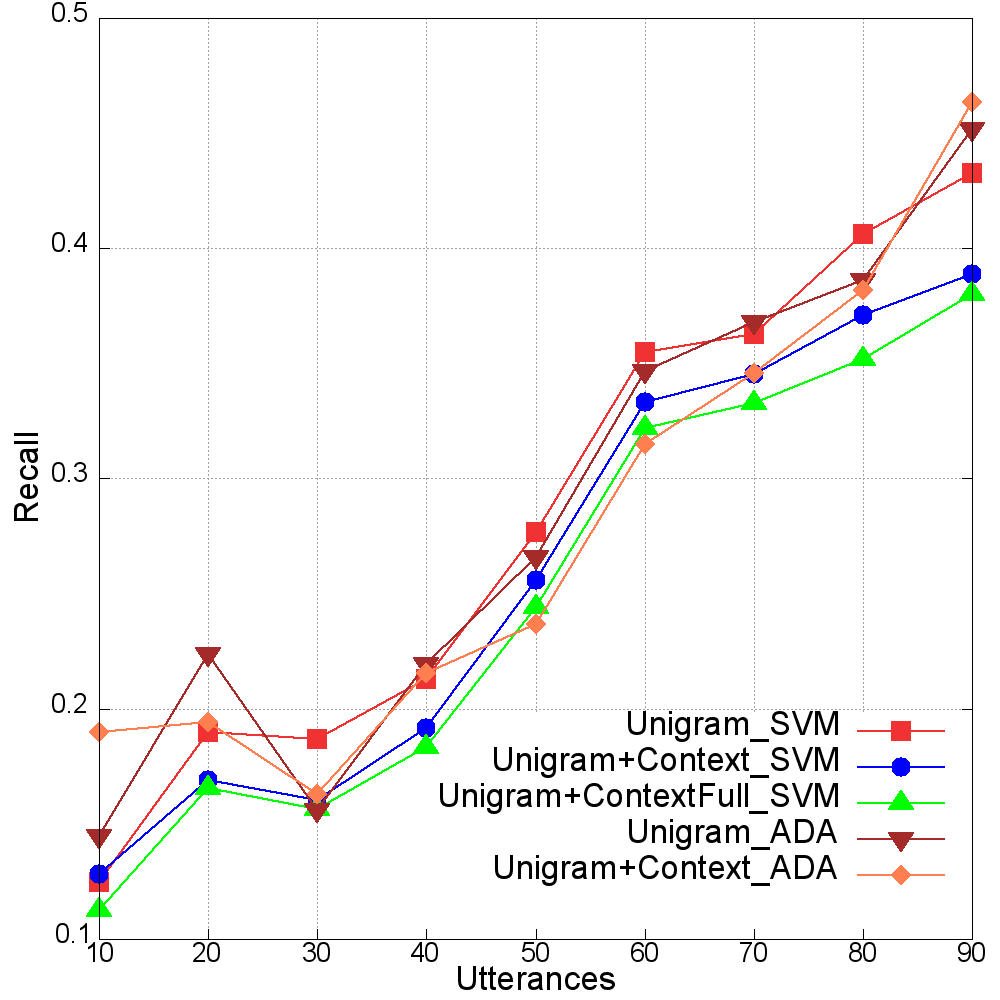 0.5
0.4
0.3
0.2
0.1
Recall
Unigram_SVM
Unigram+Context_SVM
Unigram+ContextFull_SVM
Unigram_ADA
Unigram+Context_ADA
10 20 30 40 50 60 70 80 90
Utterances